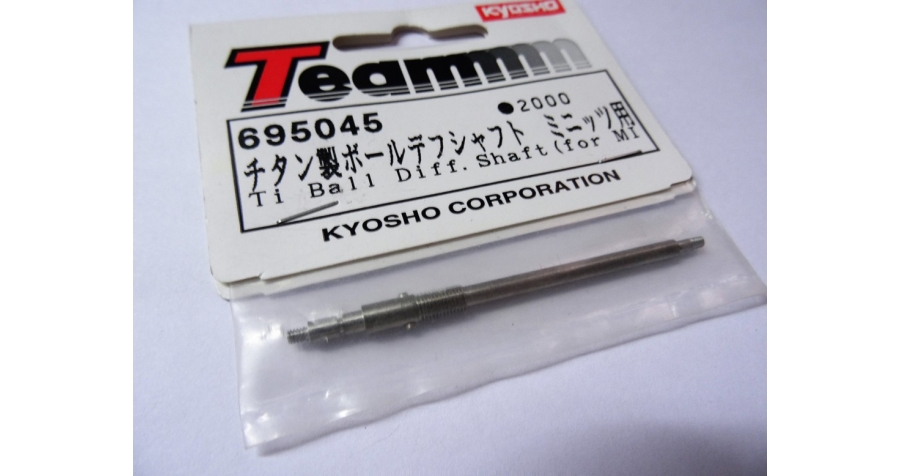 KYOSHO
Teammm
695045 ●2000
チタン製ボールデフシャフト ミニッツ用
Ti Ball Diff.Shaft(for Mi
KYOSHO CORPORATION